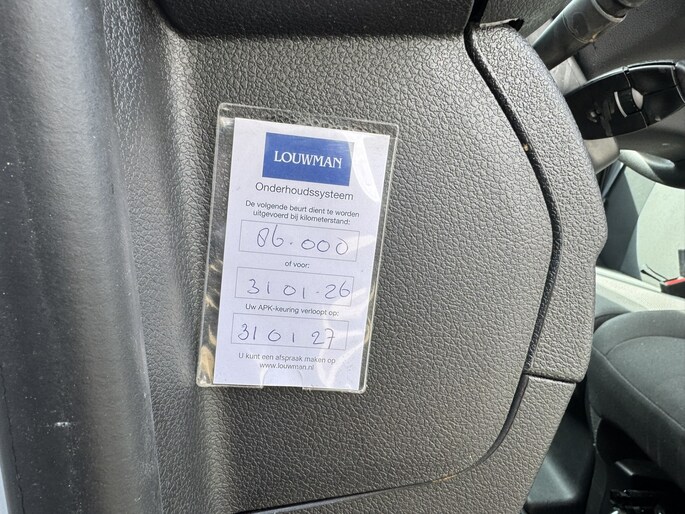 LOUWMAN
Onderhoudssysteem
De volgende beurt dient te worden
uitgevoerd bij kilometerstand:
86.000
of voor:
31 01.26
Uw APK-keuring verloopt op:
31 01 27
U kunt een afspraak maken op
www.louwman.nl